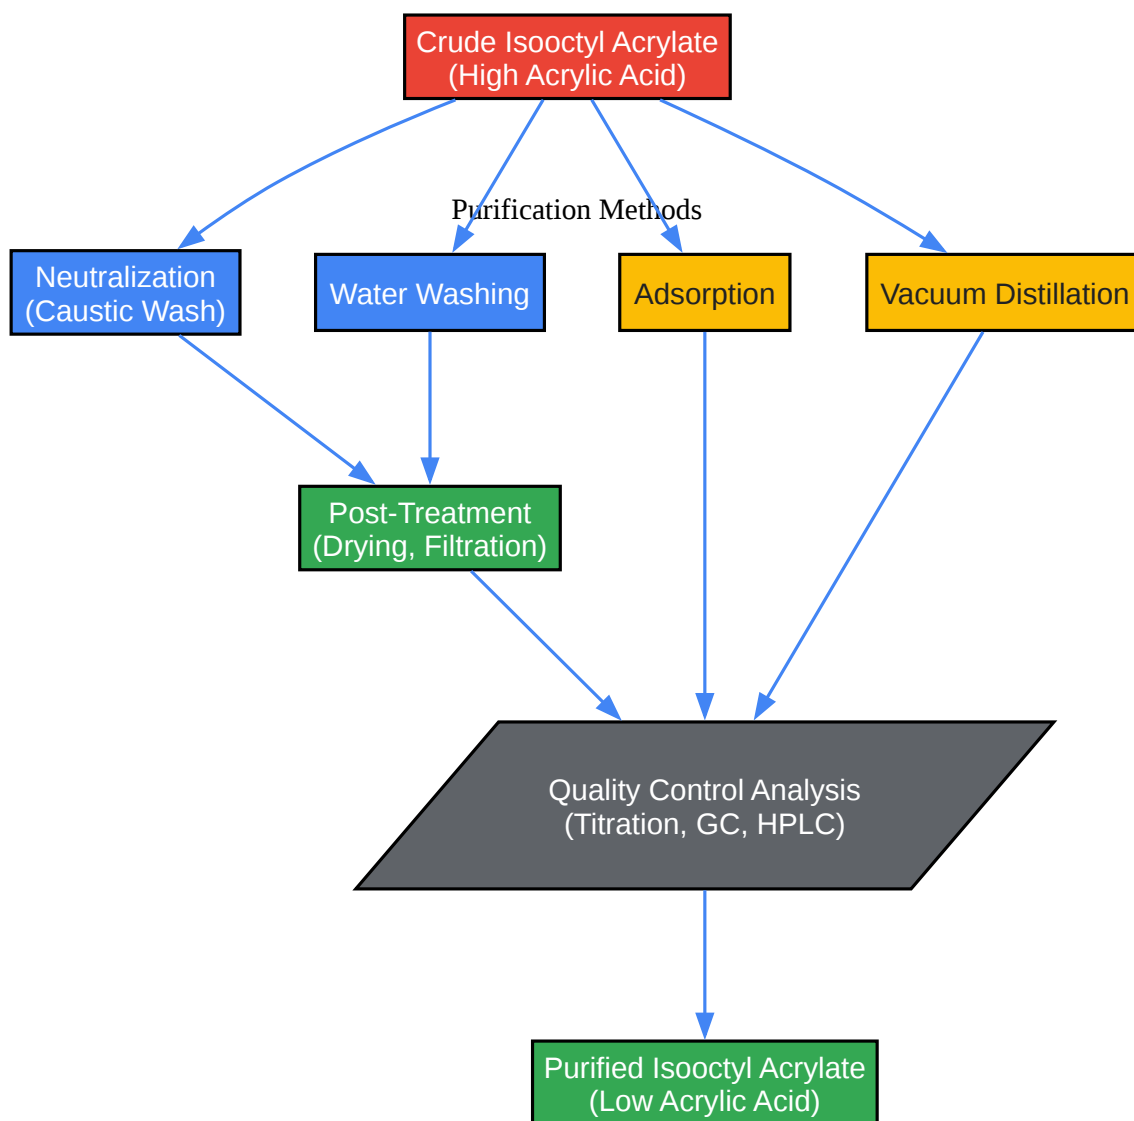 Crude Isooctyl Acrylate
(High Acrylic Acid)
Purification Methods
Neutralization
(Caustic Wash)
Water Washing
Adsorption
Vacuum Distillation
Post-Treatment
(Drying, Filtration)
Quality Control Analysis
(Titration, GC, HPLC)
Purified Isooctyl Acrylate
(Low Acrylic Acid)